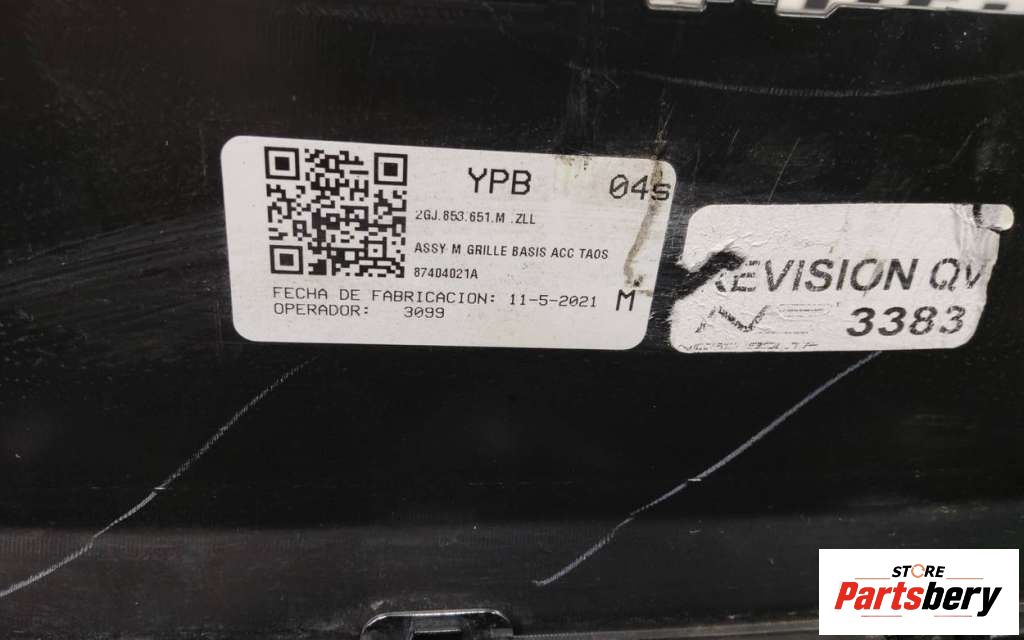 YPB 04s
2GJ.853.651.M .ZLL
ASSY M GRILLE BASIS ACC TAOS
87404021A
FECHA DE FABRICACION: 11-5-2021 M
OPERADOR: 3099
REVISION QV
3383
STORE
Partsbery